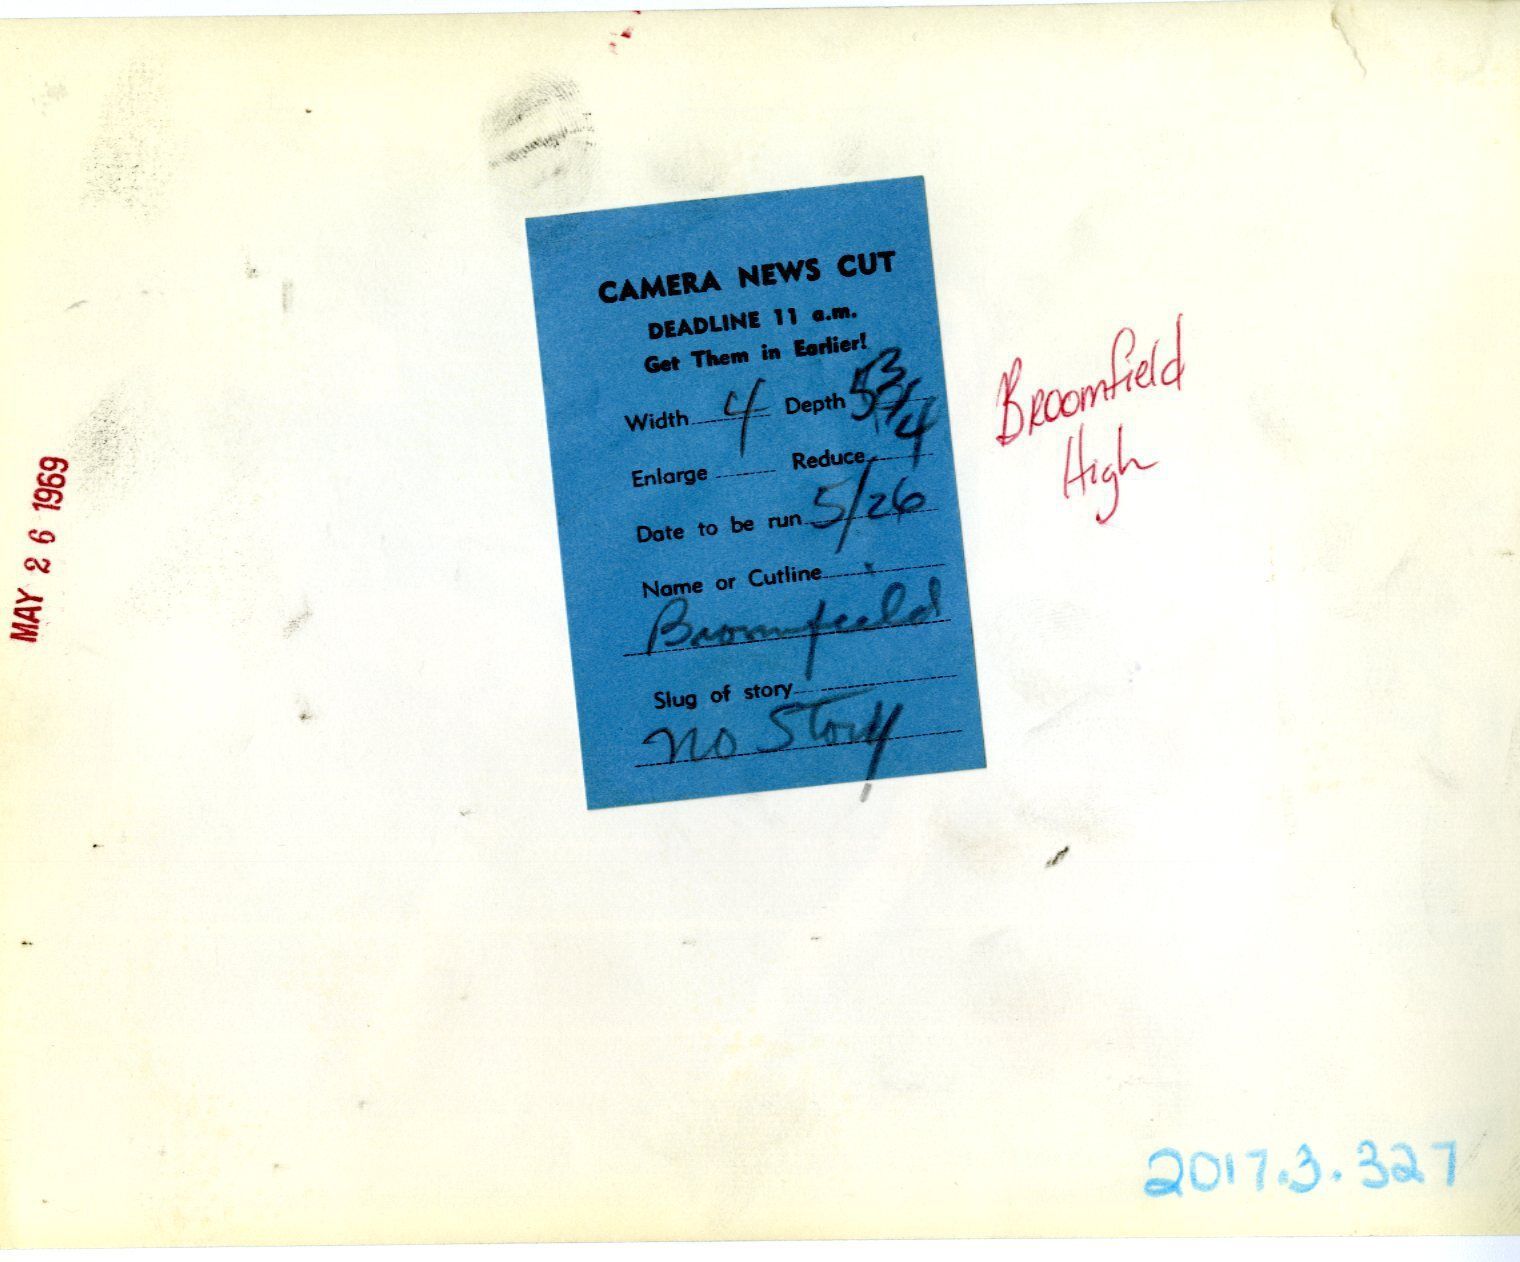 MAY 26 1969
CAMERA NEWS CUT
DEADLINE 11 a.m.
Get Them in Earlier!
Width 4 Depth 5 3/4
Enlarge Reduce
Date to be run 5/26
Name or Cutline
Broomfield
Slug of story
no Story
Broomfield
High
2017.3.327